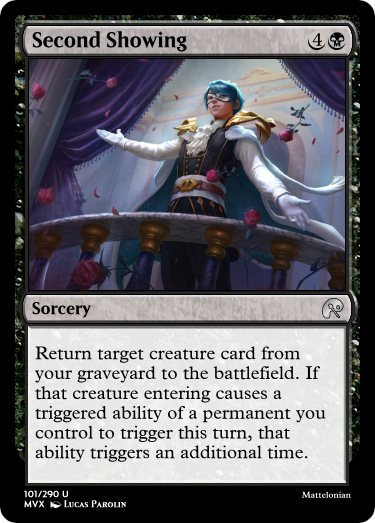 Second Showing 4
Sorcery
Return target creature card from
your graveyard to the battlefield. If
that creature entering causes a
triggered ability of a permanent you
control to trigger this turn, that
ability triggers an additional time.
101/290 U
MVX Lucas Parolin
Mattelonian